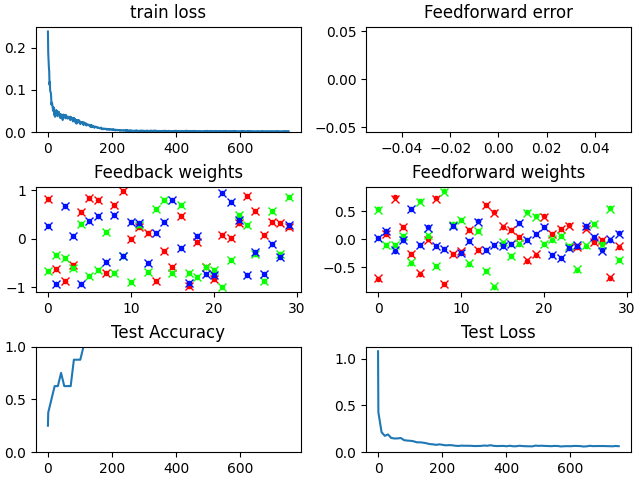 train loss
0.2
0.1
0.0
0 200 400 600
Feedforward error
0.05
0.00
−0.05
−0.04 −0.02 0.00 0.02 0.04
Feedback weights
1
0
−1
0 10 20 30
Feedforward weights
0.5
0.0
−0.5
0 10 20 30
Test Accuracy
1.0
0.5
0.0
0 200 400 600
Test Loss
1.0
0.5
0.0
0 200 400 600